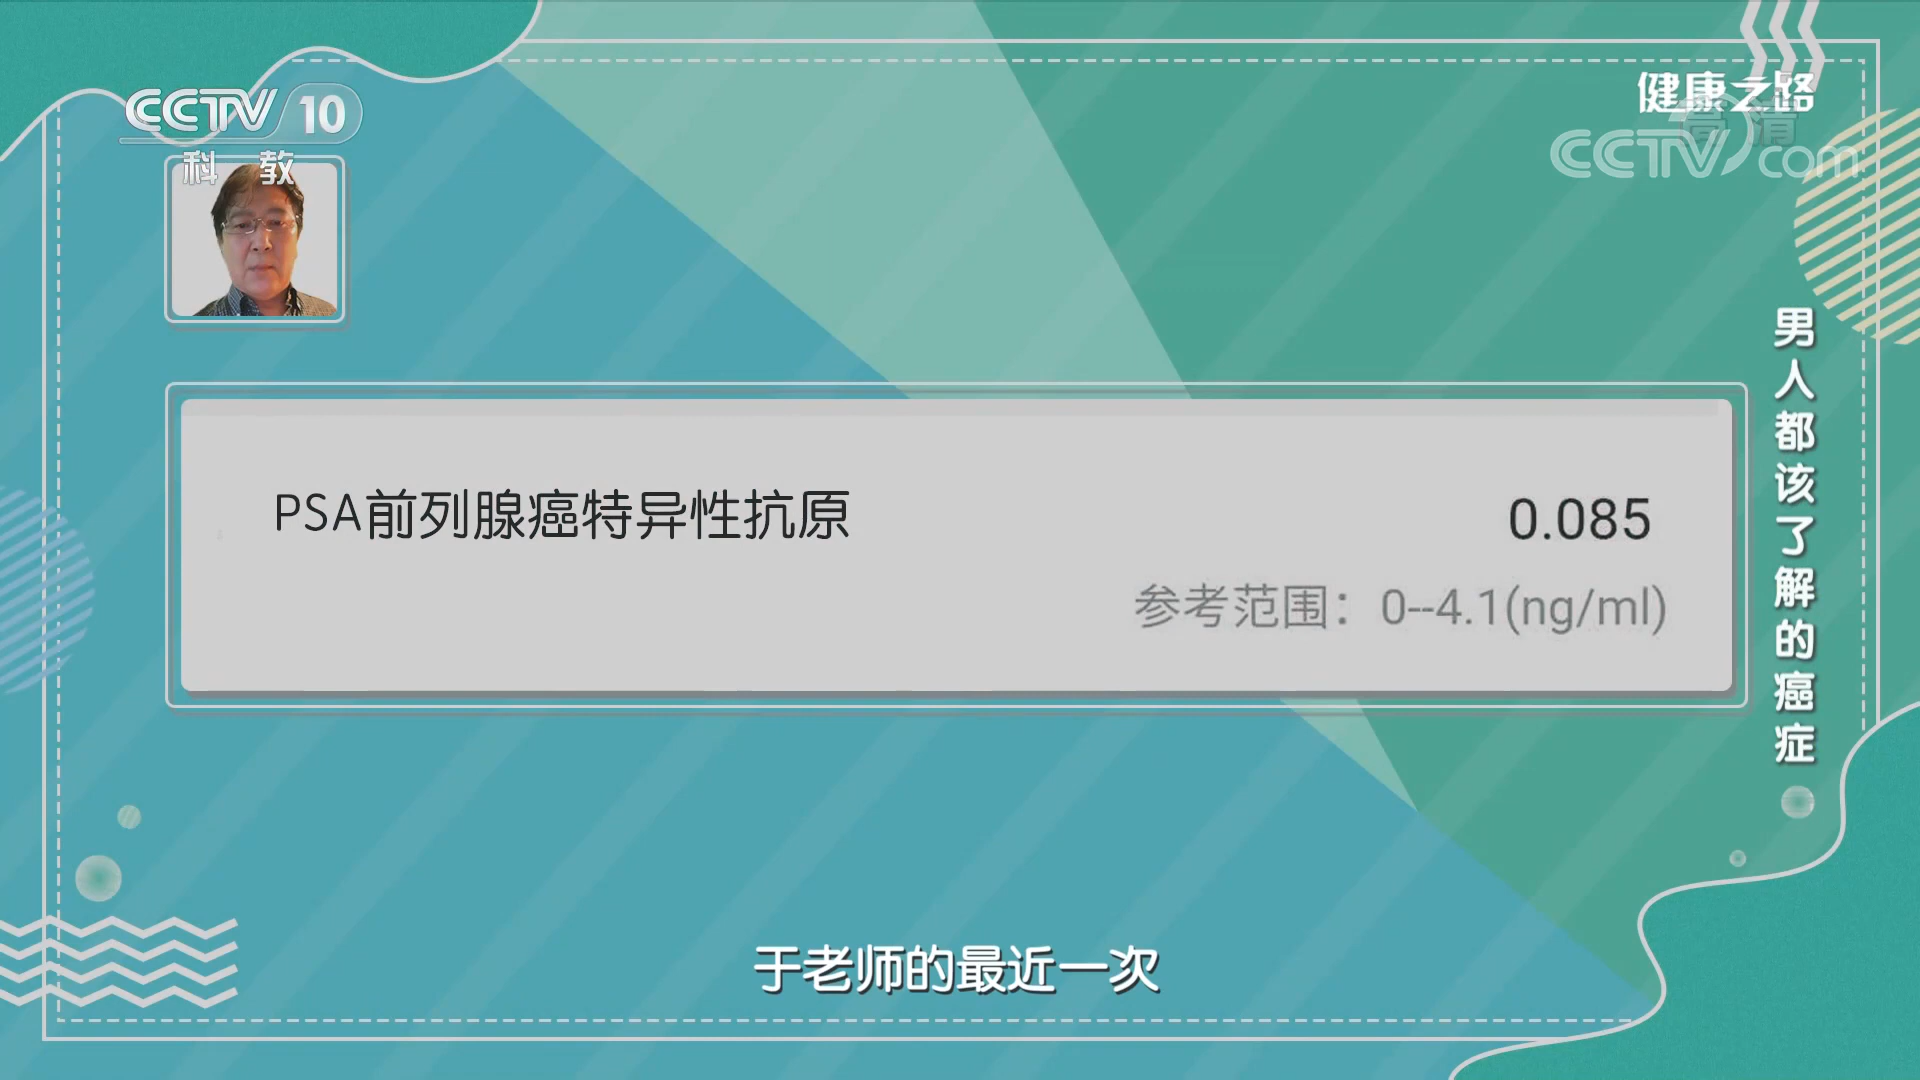 CCTV 10
科 教
健康之路
高清
CCTV com
男人都该了解的癌症
PSA前列腺癌特异性抗原
0.085
参考范围：0--4.1(ng/ml)
于老师的最近一次